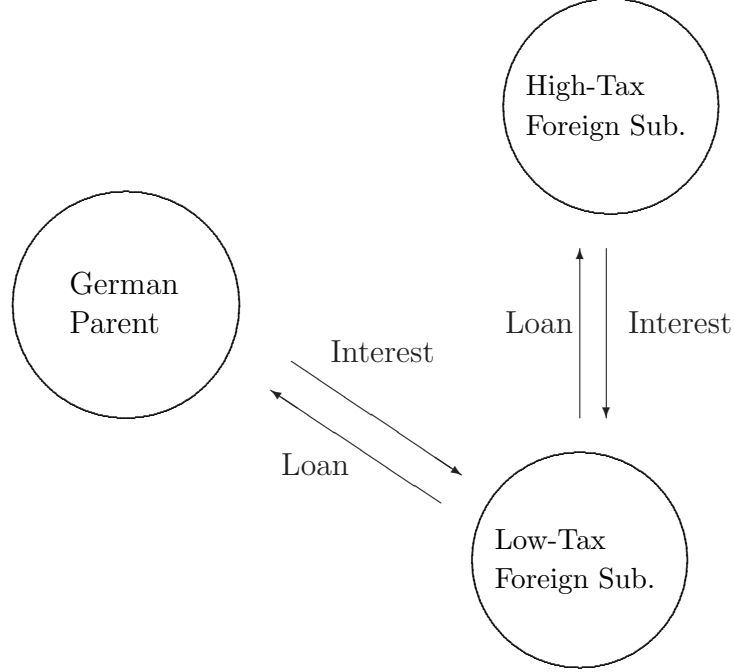 High-Tax
Foreign Sub.
German
Parent
Loan
Interest
Interest
Loan
Low-Tax
Foreign Sub.